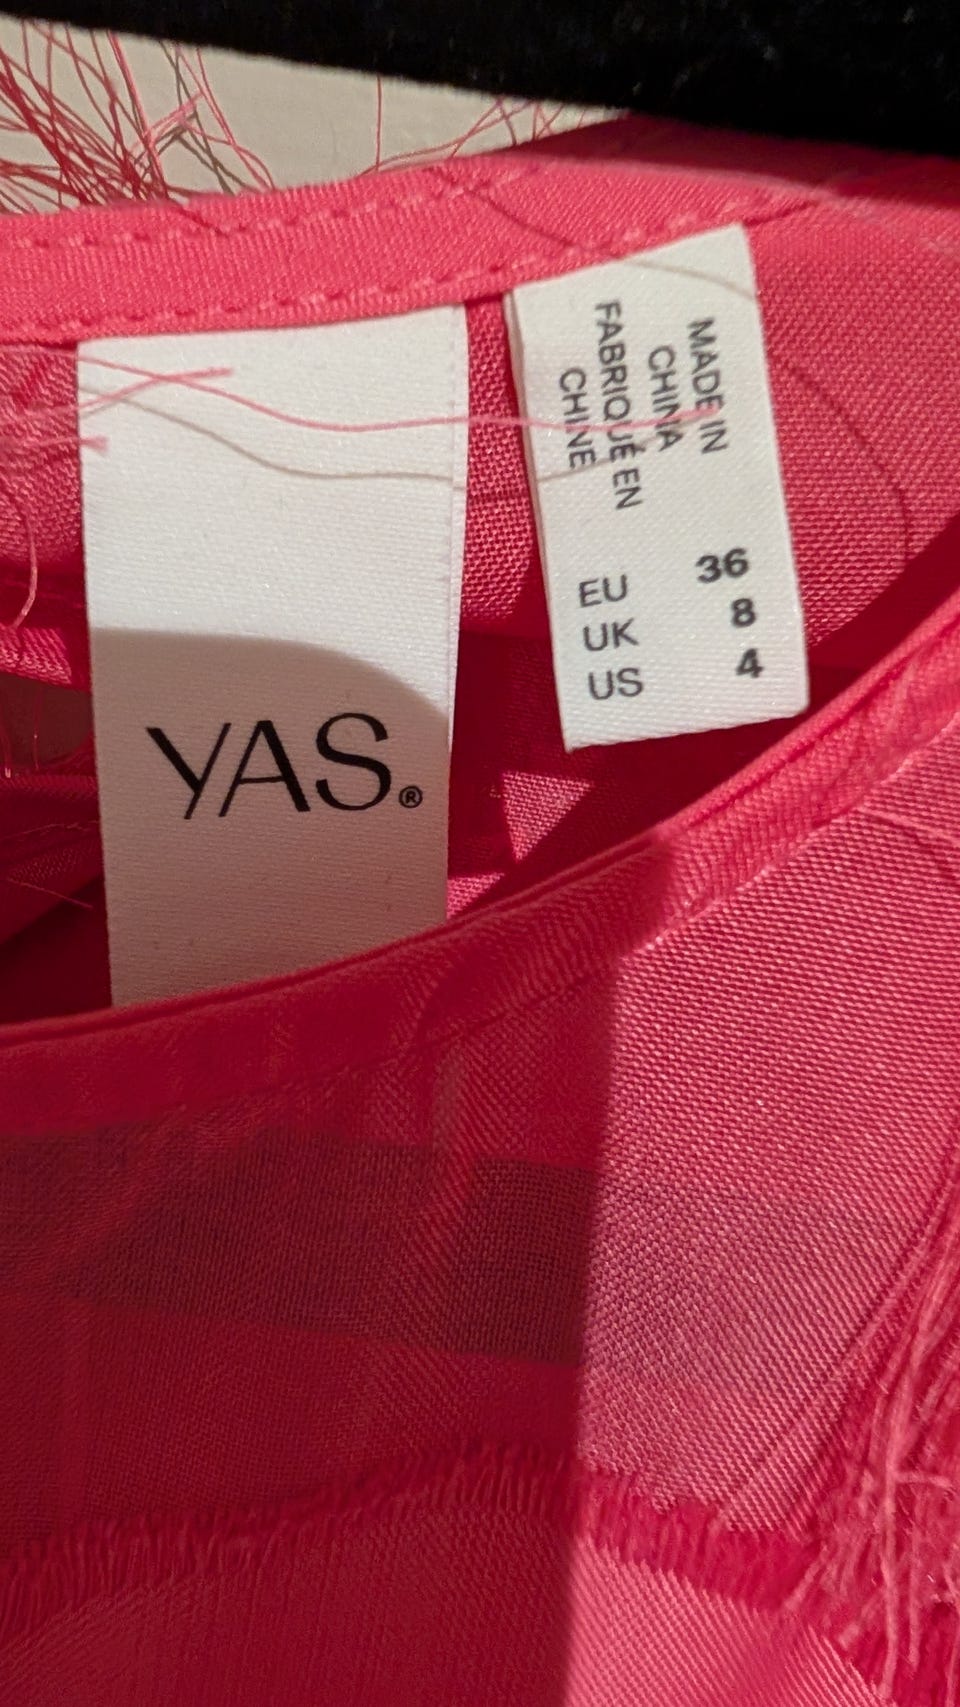 YAS.®
MADE IN
CHINA
FABRIQUÉ EN
CHINE
EU 36
UK 8
US 4